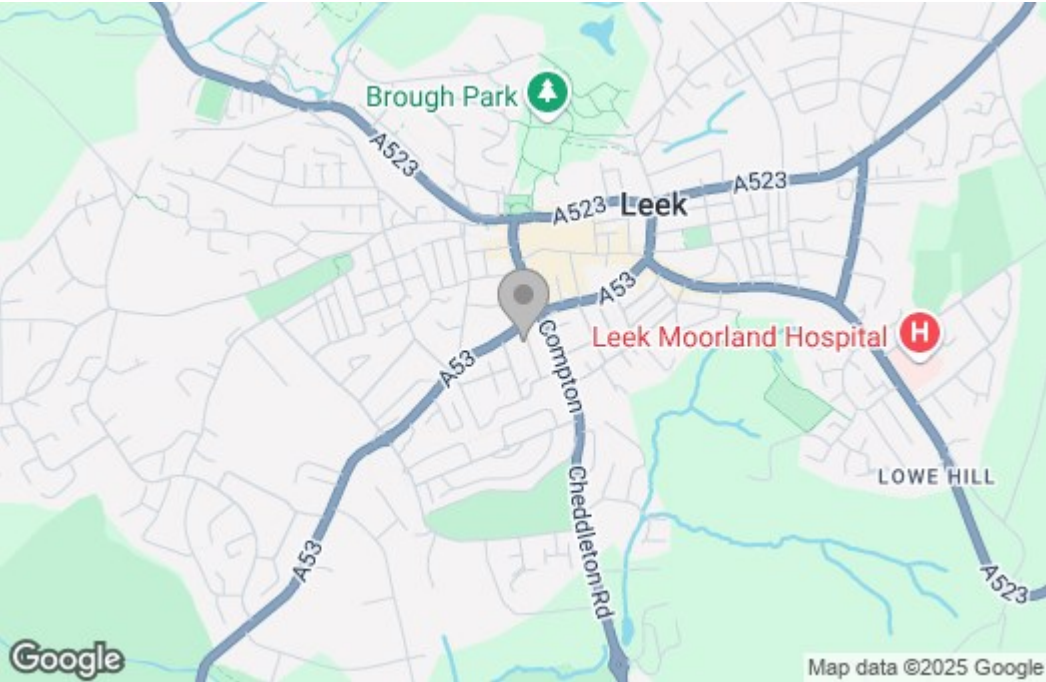 Brough Park
A523
A523
A523
Leek
A53
Leek Moorland Hospital
H
Compton
A53
LOWE HILL
Cheddleton Rd
A53
A523
Google
Map data ©2025 Google